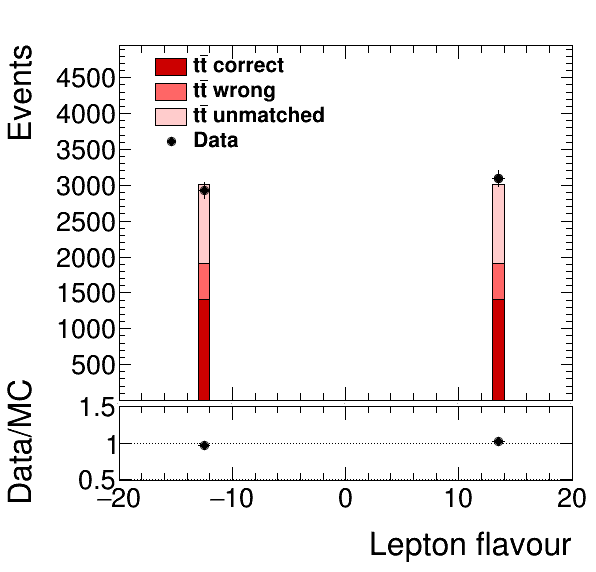 Events
4500
4000
3500
3000
2500
2000
1500
1000
500
tt̅ correct
tt̅ wrong
tt̅ unmatched
Data
Data/MC
1.5
1
0.5
−20 −10 0 10 20
Lepton flavour